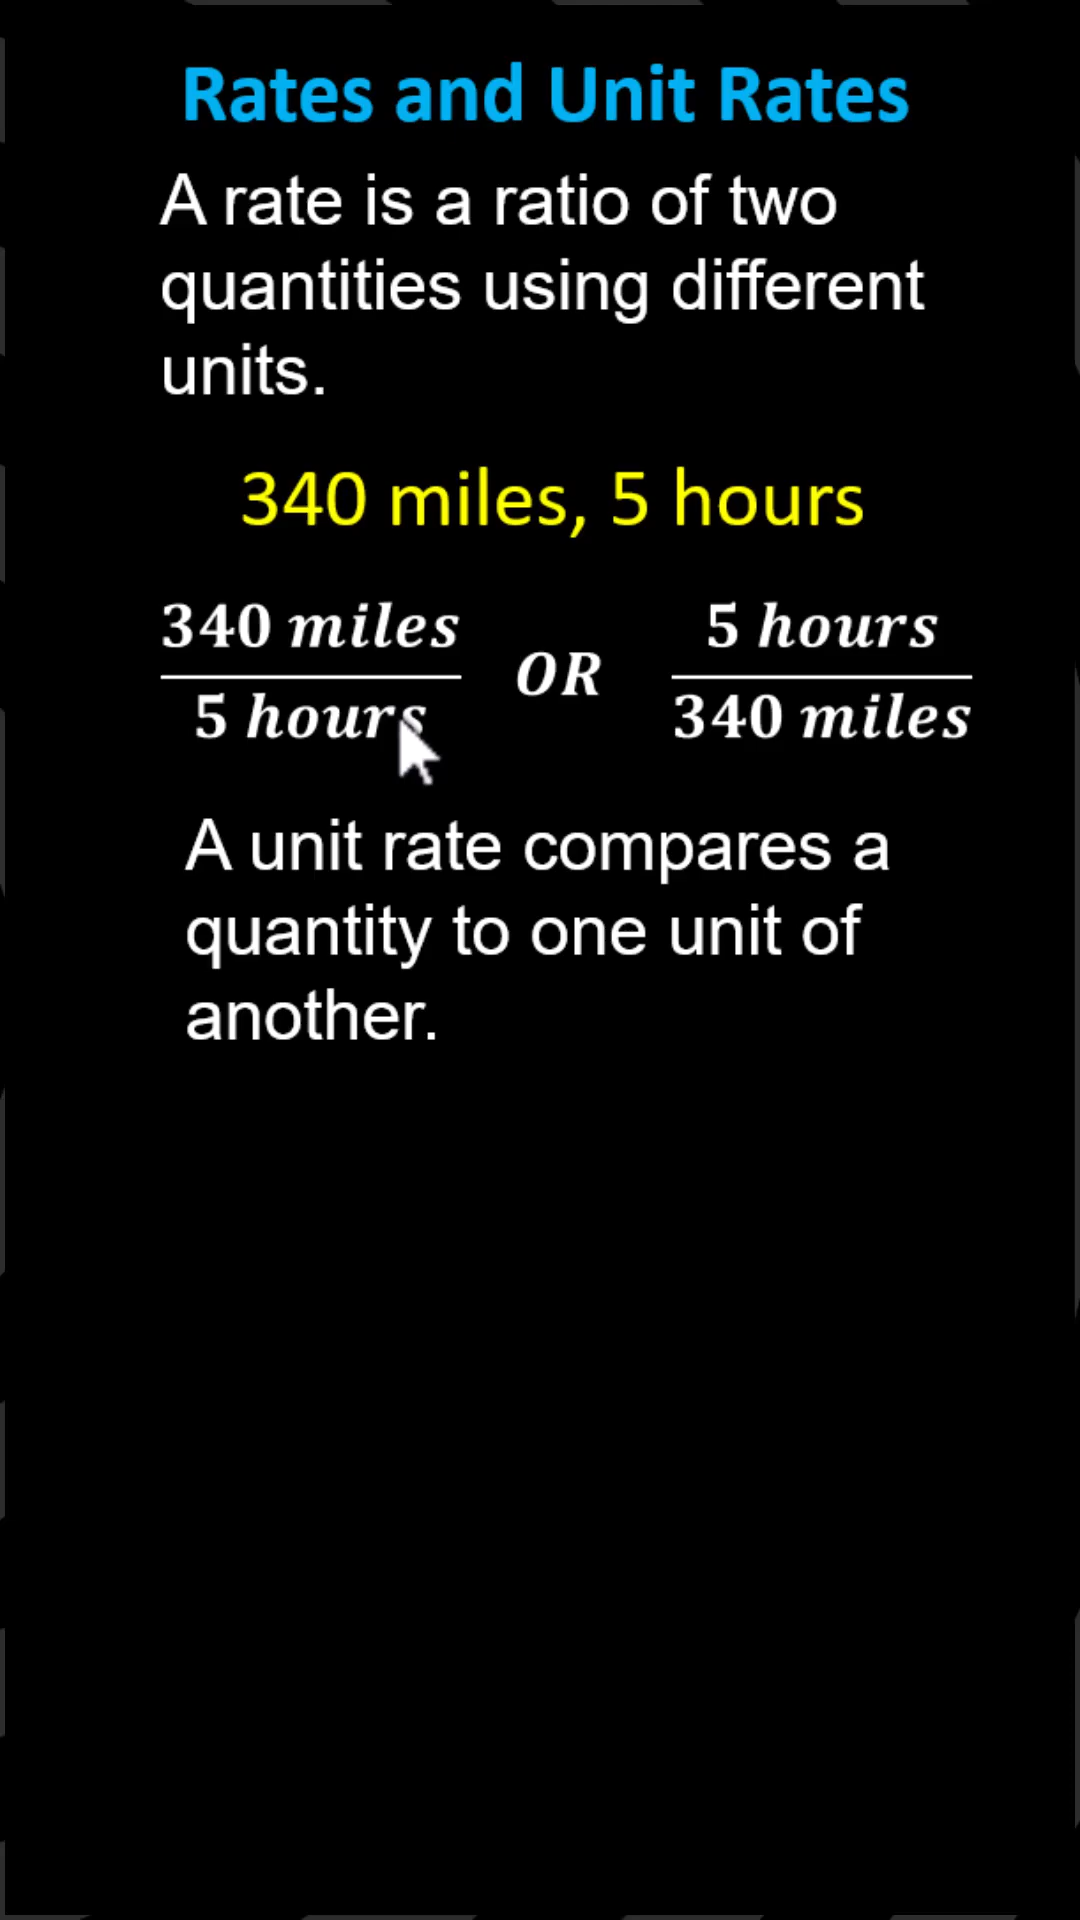 Rates and Unit Rates
A rate is a ratio of two
quantities using different
units.
340 miles, 5 hours
340 miles / 5 hours OR 5 hours / 340 miles
A unit rate compares a
quantity to one unit of
another.